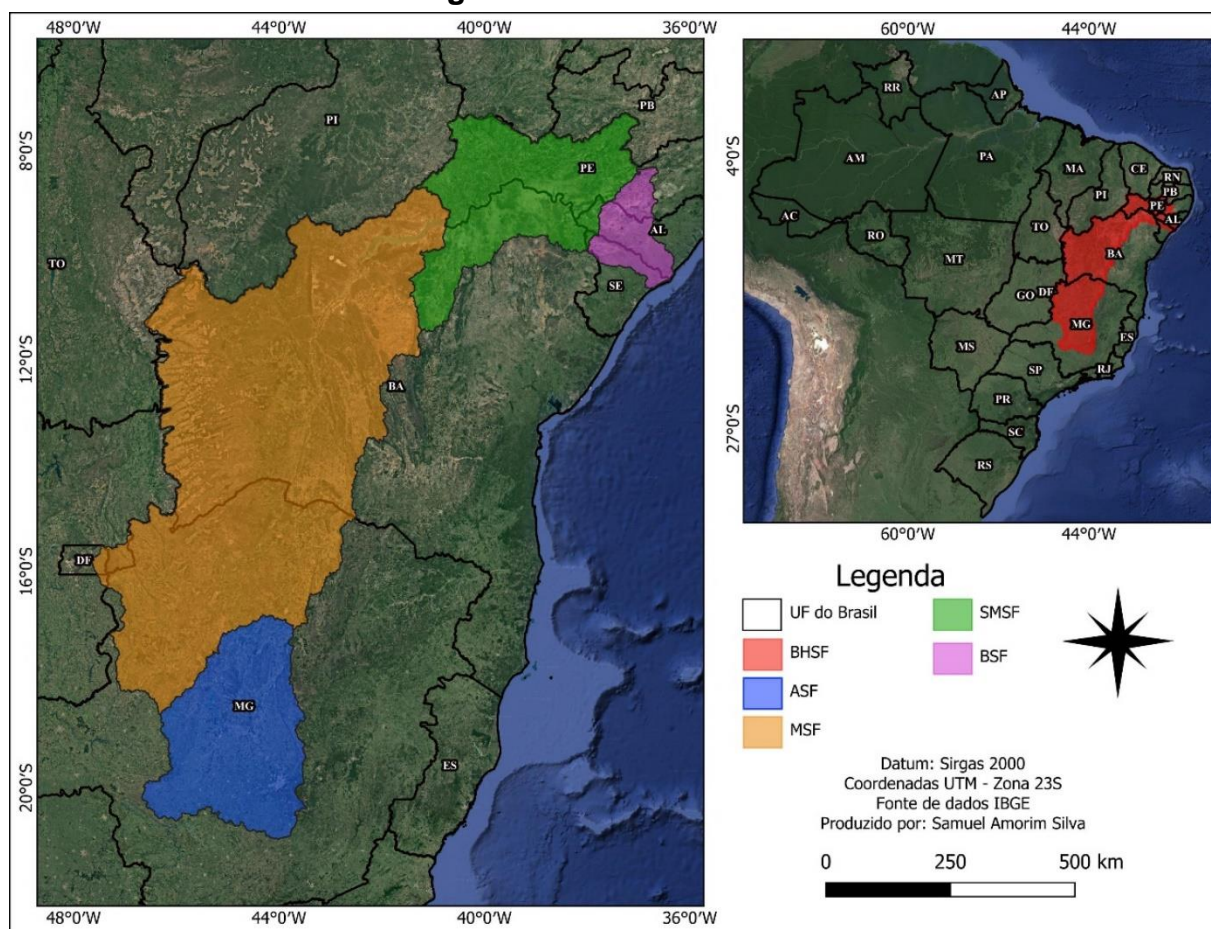 48°0'W 44°0'W 40°0'W 36°0'W
8°0'S
12°0'S
16°0'S
20°0'S
PI
PB
PE
AL
TO
SE
BA
DF
MG
ES
48°0'W 44°0'W 40°0'W 36°0'W
60°0'W 44°0'W
4°0'S
27°0'S
RR
AP
AM
PA
MA
CE
RN
PB
PI
PE
AL
AC
TO
RO
BA
MT
GO
DF
MG
ES
MS
SP
RJ
PR
SC
RS
60°0'W 44°0'W
Legenda
UF do Brasil
BHSF
ASF
MSF
SMSF
BSF
Datum: Sirgas 2000
Coordenadas UTM - Zona 23S
Fonte de dados IBGE
Produzido por: Samuel Amorim Silva
0 250 500 km